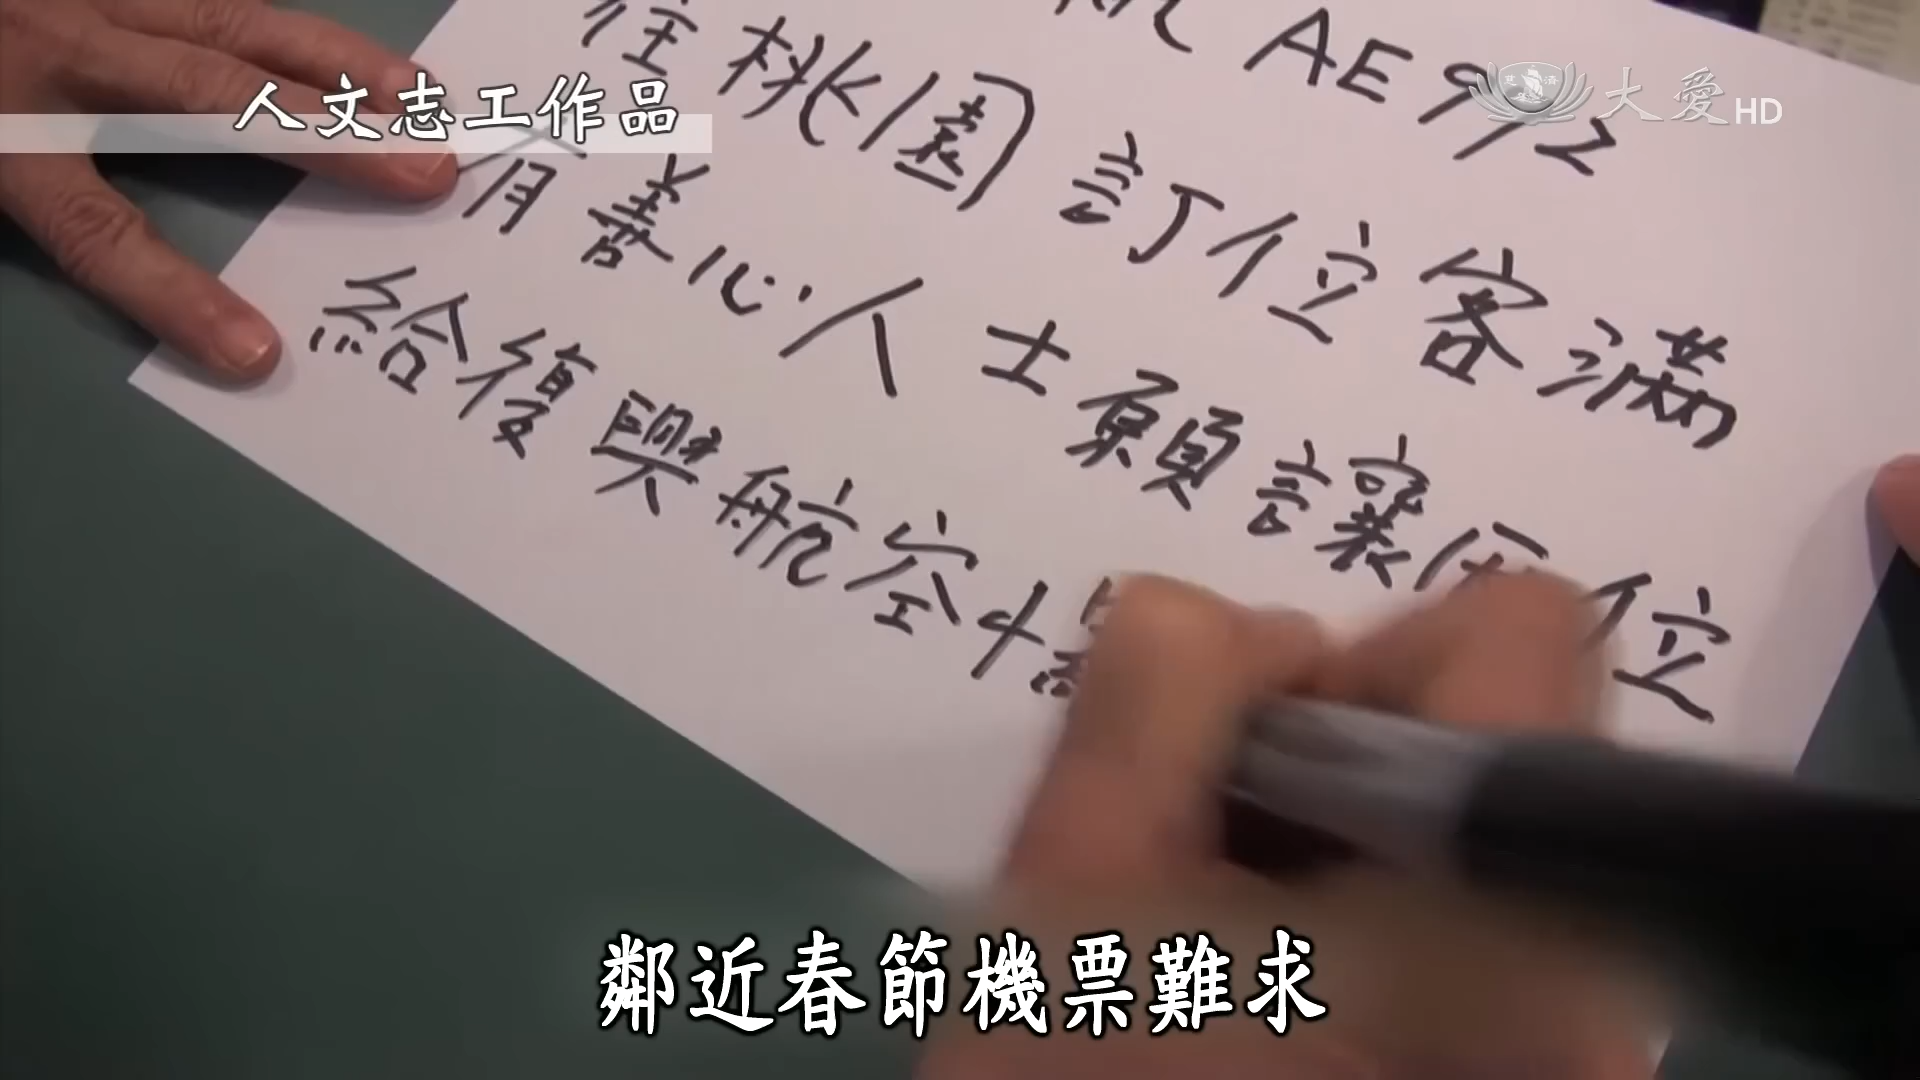 人文志工作品
大愛HD
AE992
往桃園訂位客滿
有善心人士願讓 位
給復興航空
鄰近春節機票難求